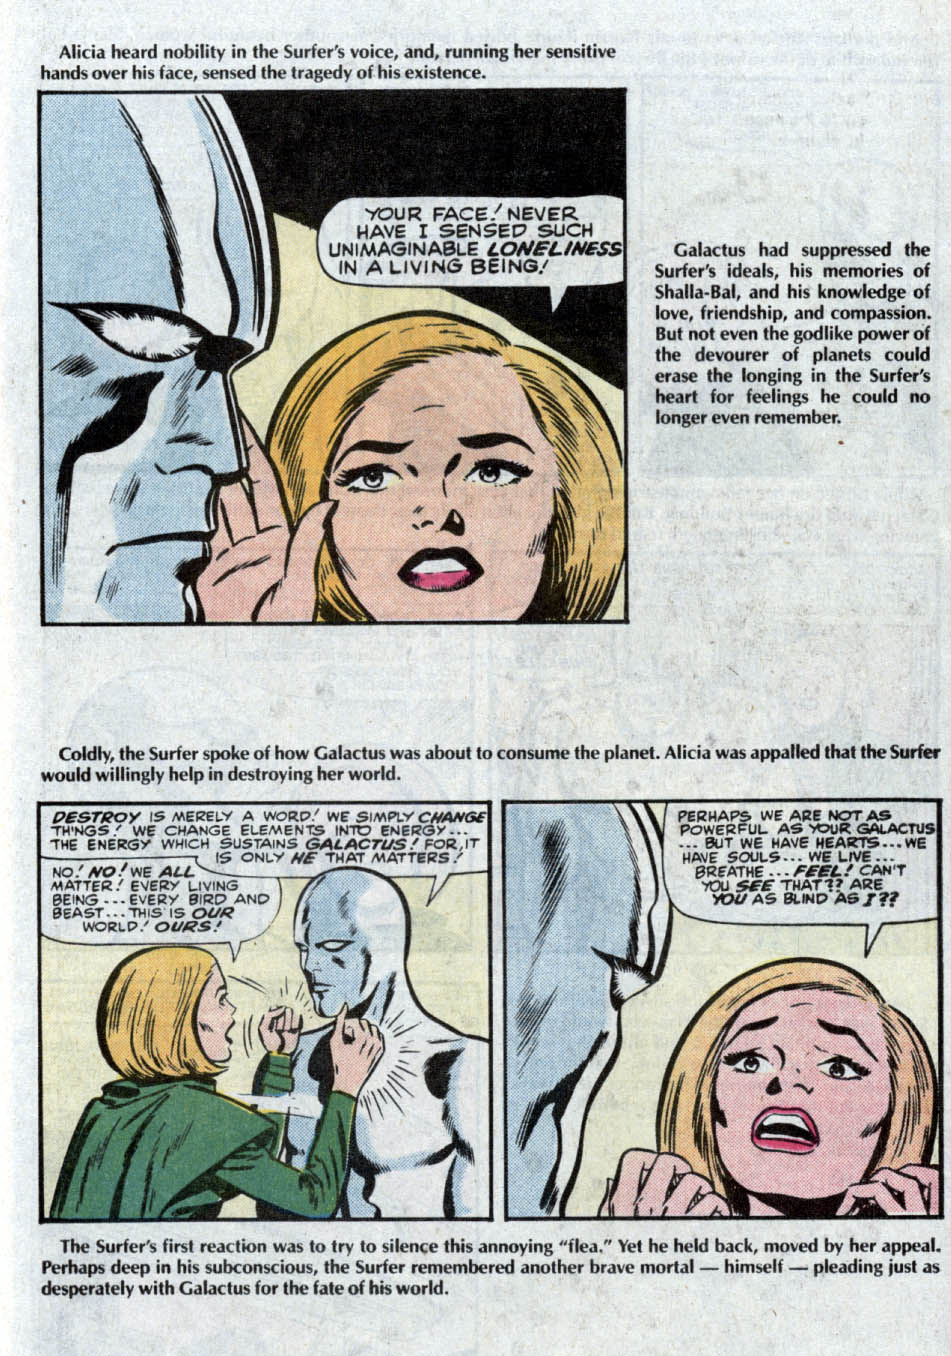 Alicia heard nobility in the Surfer's voice, and, running her sensitive
hands over his face, sensed the tragedy of his existence.
YOUR FACE! NEVER
HAVE I SENSED SUCH
UNIMAGINABLE LONELINESS
IN A LIVING BEING!
Galactus had suppressed the
Surfer's ideals, his memories of
Shalla-Bal, and his knowledge of
love, friendship, and compassion.
But not even the godlike power of
the devourer of planets could
erase the longing in the Surfer's
heart for feelings he could no
longer even remember.
Coldly, the Surfer spoke of how Galactus was about to consume the planet. Alicia was appalled that the Surfer
would willingly help in destroying her world.
DESTROY IS MERELY A WORD! WE SIMPLY CHANGE
THINGS! WE CHANGE ELEMENTS INTO ENERGY...
THE ENERGY WHICH SUSTAINS GALACTUS! FOR, IT
IS ONLY HE THAT MATTERS!
NO! NO! WE ALL
MATTER! EVERY LIVING
BEING... EVERY BIRD AND
BEAST... THIS IS OUR
WORLD! OURS!
PERHAPS WE ARE NOT AS
POWERFUL AS YOUR GALACTUS
... BUT WE HAVE HEARTS... WE
HAVE SOULS... WE LIVE...
BREATHE... FEEL! CAN'T
YOU SEE THAT?? ARE
YOU AS BLIND AS I??
The Surfer's first reaction was to try to silence this annoying "flea." Yet he held back, moved by her appeal.
Perhaps deep in his subconscious, the Surfer remembered another brave mortal — himself — pleading just as
desperately with Galactus for the fate of his world.